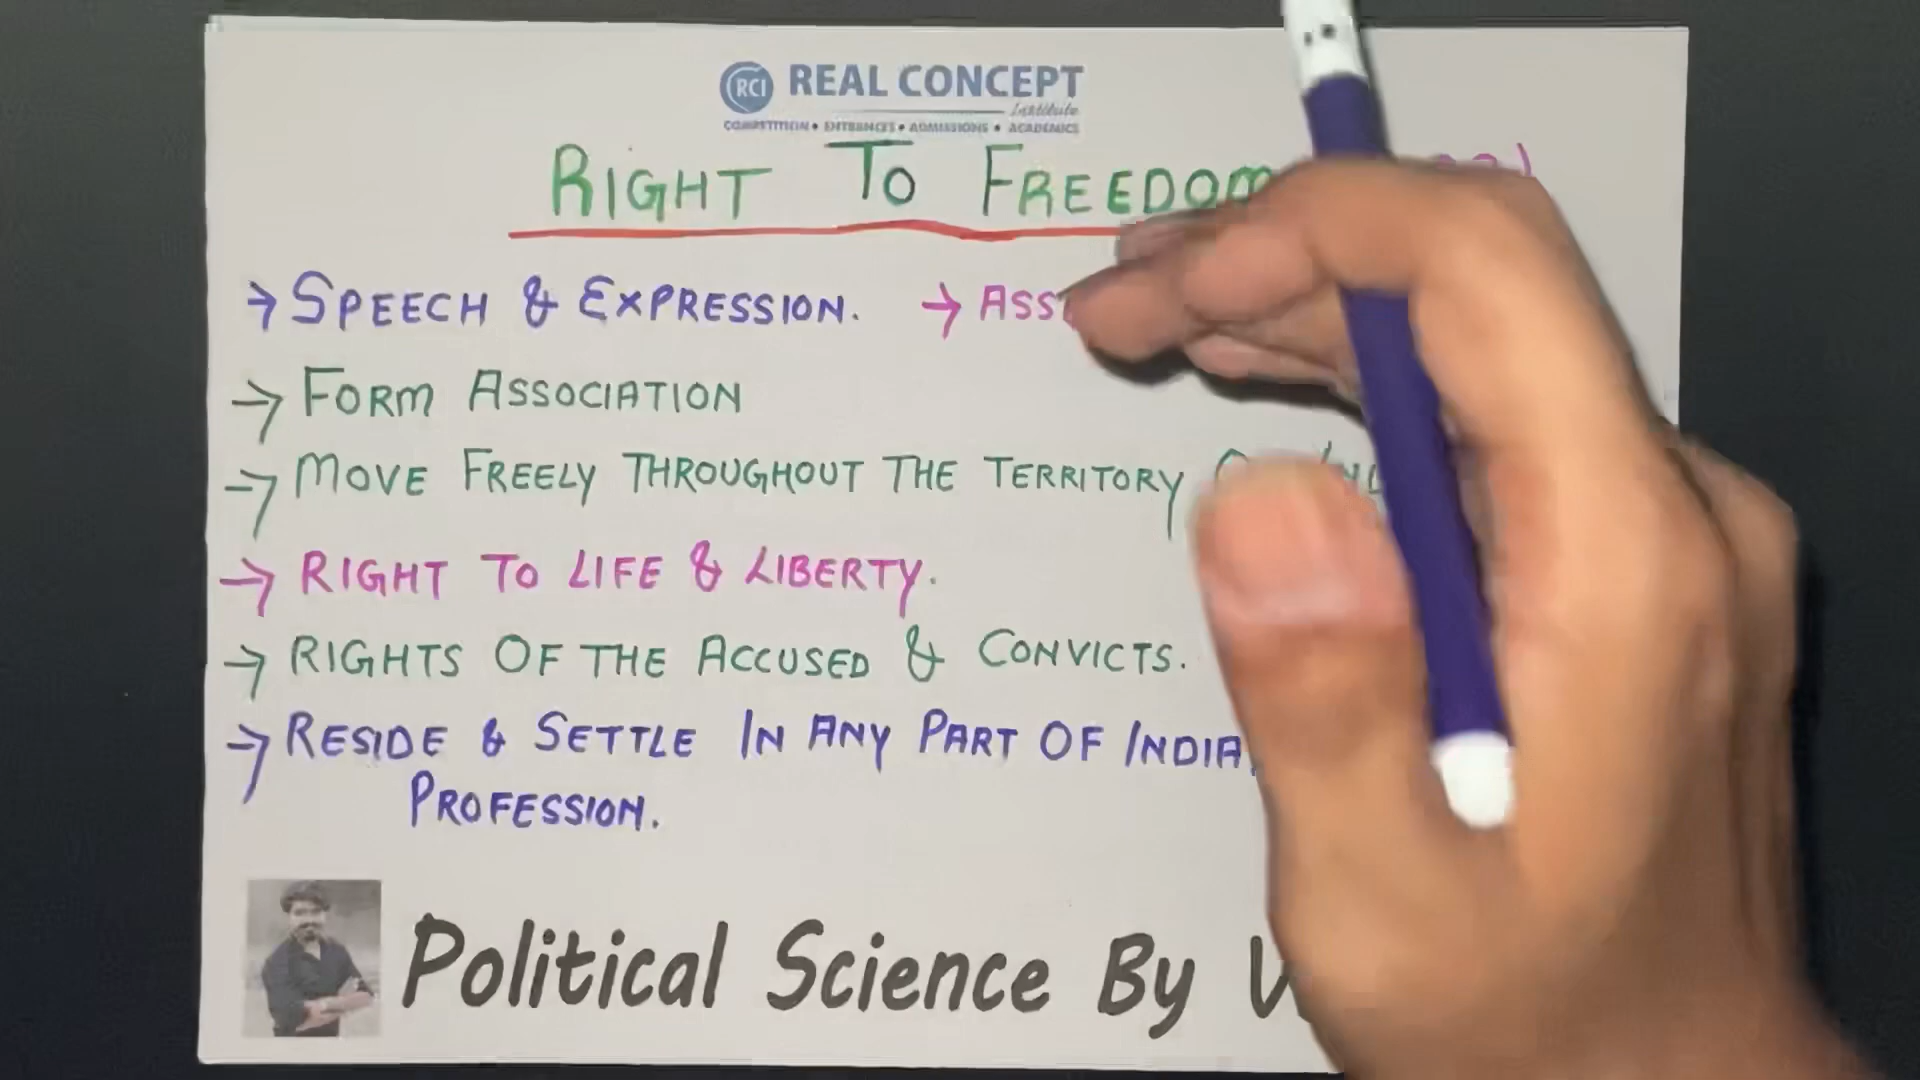 RCI REAL CONCEPT
Institute
COMPETITION • ENTRANCES • ADMISSIONS • ACADEMICS
RIGHT TO FREEDOM
→ SPEECH & EXPRESSION. →
→ FORM ASSOCIATION
→ MOVE FREELY THROUGHOUT THE TERRITORY
→ RIGHT TO LIFE & LIBERTY.
→ RIGHTS OF THE ACCUSED & CONVICTS.
→ RESIDE & SETTLE IN ANY PART OF INDIA.
PROFESSION.
Political Science By